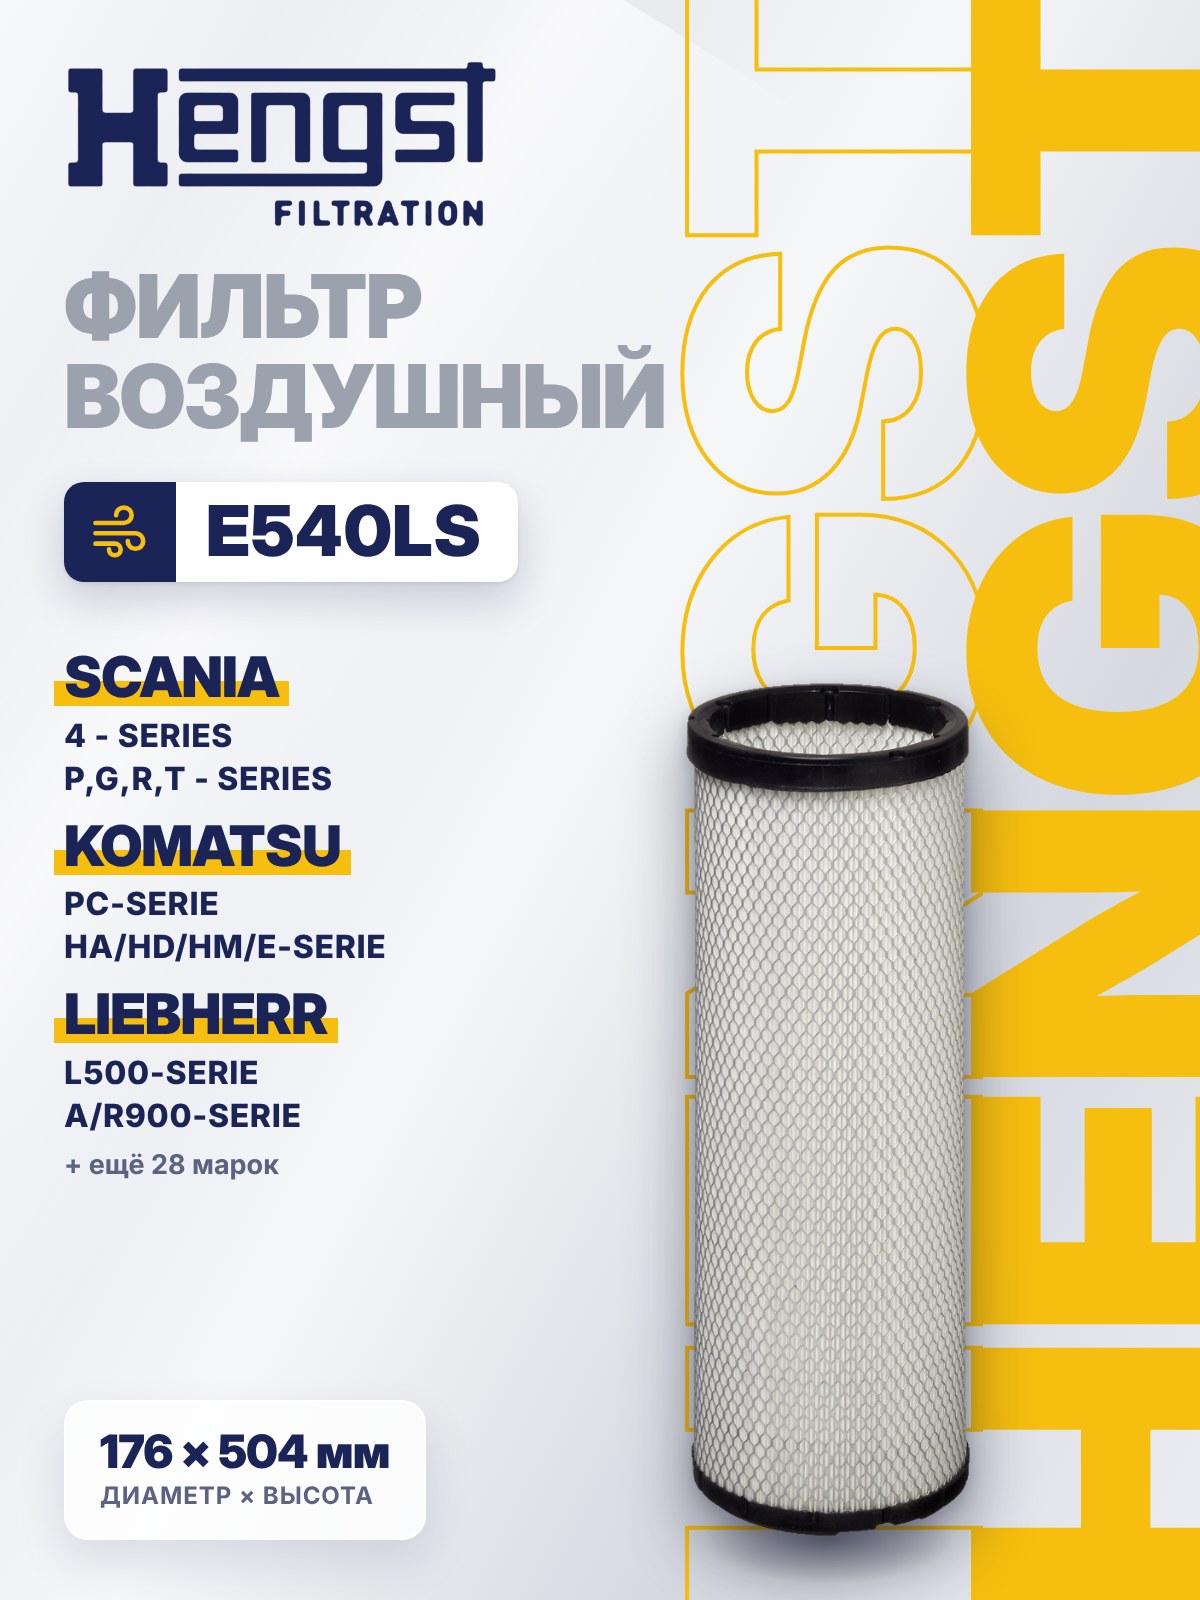 Hengst
FILTRATION
ФИЛЬТР
ВОЗДУШНЫЙ
E540LS
SCANIA
4 - SERIES
P,G,R,T - SERIES
KOMATSU
PC-SERIE
HA/HD/HM/E-SERIE
LIEBHERR
L500-SERIE
A/R900-SERIE
+ ещё 28 марок
176 × 504 мм
ДИАМЕТР × ВЫСОТА
HENGST
HENGST